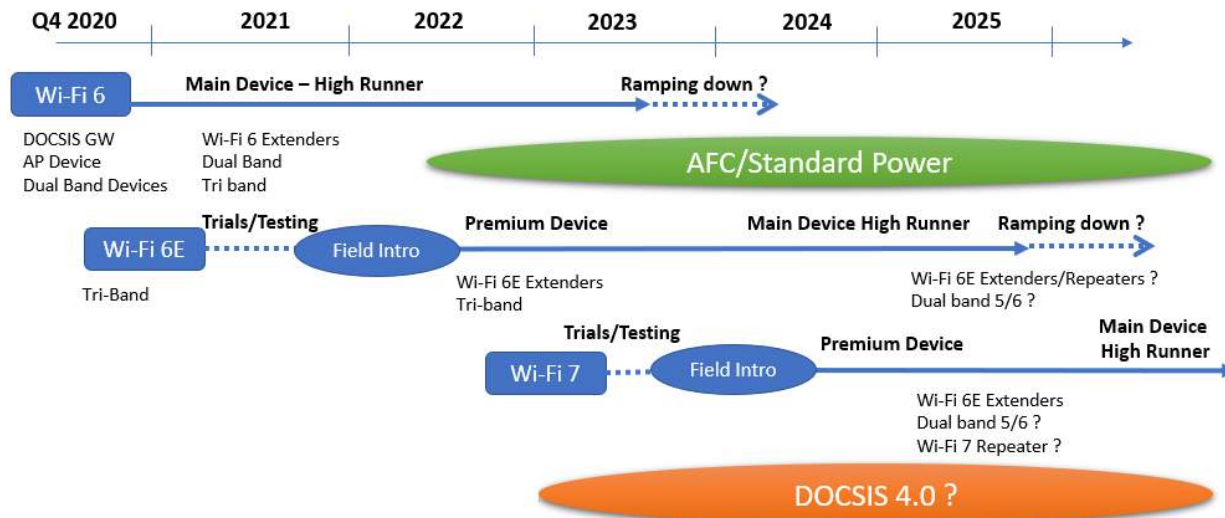 Q4 2020 2021 2022 2023 2024 2025
Wi-Fi 6
Main Device – High Runner
Ramping down ?
DOCSIS GW
AP Device
Dual Band Devices
Wi-Fi 6 Extenders
Dual Band
Tri band
AFC/Standard Power
Wi-Fi 6E
Trials/Testing
Field Intro
Premium Device
Main Device High Runner
Ramping down ?
Tri-Band
Wi-Fi 6E Extenders
Tri-band
Wi-Fi 6E Extenders/Repeaters ?
Dual band 5/6 ?
Wi-Fi 7
Trials/Testing
Field Intro
Premium Device
Main Device
High Runner
Wi-Fi 6E Extenders
Dual band 5/6 ?
Wi-Fi 7 Repeater ?
DOCSIS 4.0 ?